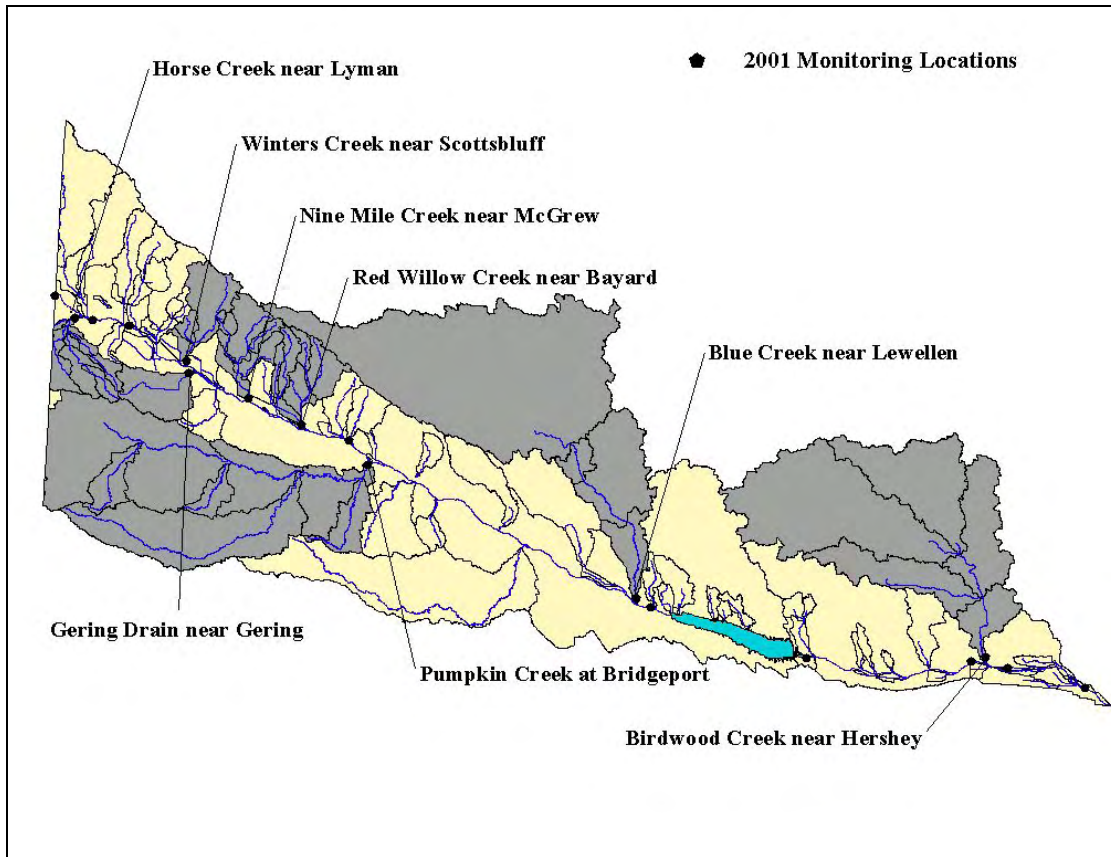 Horse Creek near Lyman
2001 Monitoring Locations
Winters Creek near Scottsbluff
Nine Mile Creek near McGrew
Red Willow Creek near Bayard
Blue Creek near Lewellen
Gering Drain near Gering
Pumpkin Creek at Bridgeport
Birdwood Creek near Hershey